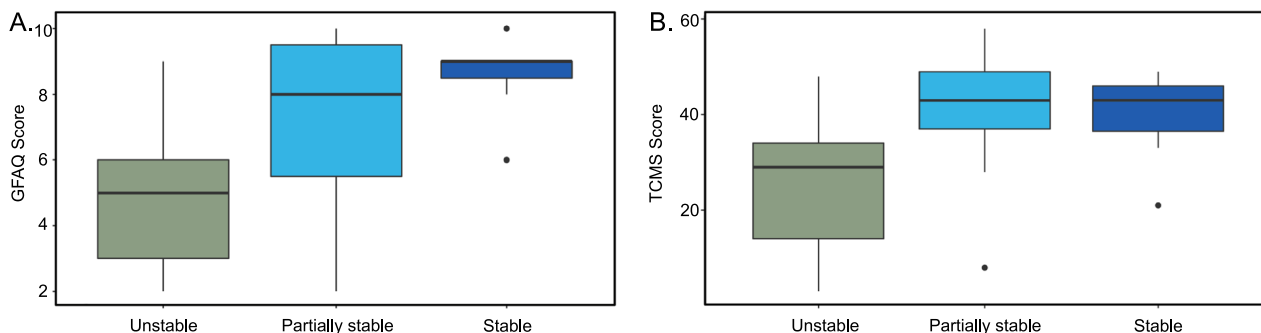 A.
GFAQ Score
10
8
6
4
2
Unstable
Partially stable
Stable
B.
TCMS Score
60
40
20
Unstable
Partially stable
Stable